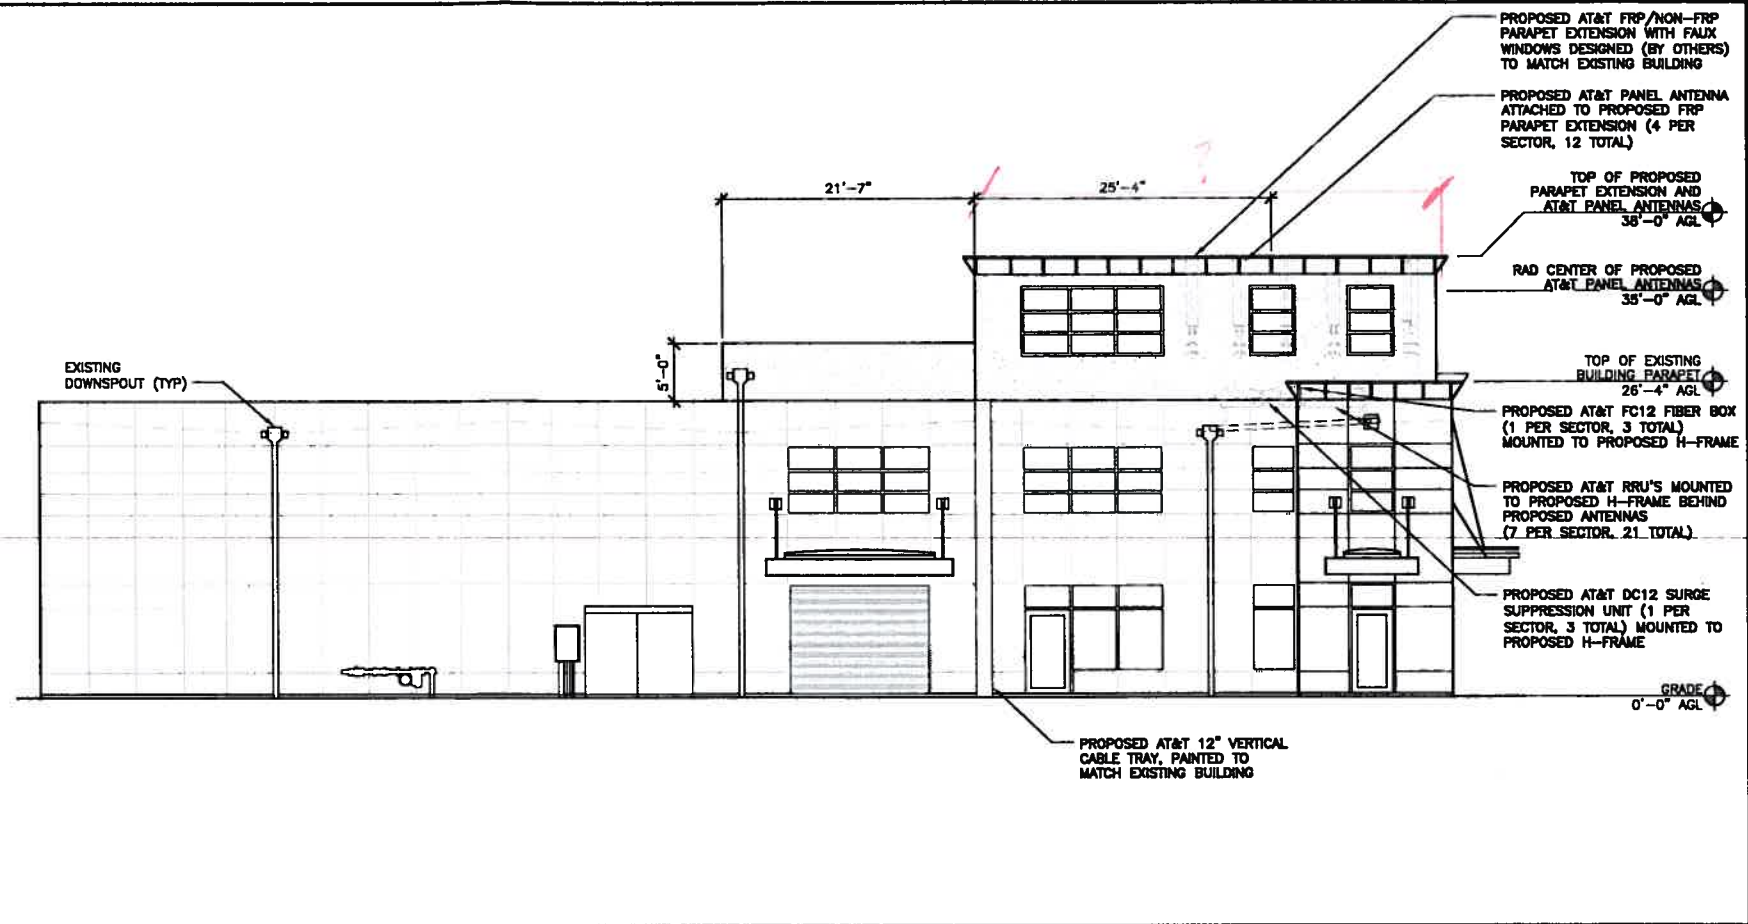 PROPOSED AT&T FRP/NON-FRP
PARAPET EXTENSION WITH FAUX
WINDOWS DESIGNED (BY OTHERS)
TO MATCH EXISTING BUILDING
PROPOSED AT&T PANEL ANTENNA
ATTACHED TO PROPOSED FRP
PARAPET EXTENSION (4 PER
SECTOR, 12 TOTAL)
?
21'-7"
25'-4"
TOP OF PROPOSED
PARAPET EXTENSION AND
AT&T PANEL ANTENNAS
38'-0" AGL
RAD CENTER OF PROPOSED
AT&T PANEL ANTENNAS
35'-0" AGL
5'-0"
EXISTING
DOWNSPOUT (TYP)
TOP OF EXISTING
BUILDING PARAPET
26'-4" AGL
PROPOSED AT&T FC12 FIBER BOX
(1 PER SECTOR, 3 TOTAL)
MOUNTED TO PROPOSED H-FRAME
PROPOSED AT&T RRU'S MOUNTED
TO PROPOSED H-FRAME BEHIND
PROPOSED ANTENNAS
(7 PER SECTOR, 21 TOTAL)
PROPOSED AT&T DC12 SURGE
SUPPRESSION UNIT (1 PER
SECTOR, 3 TOTAL) MOUNTED TO
PROPOSED H-FRAME
GRADE
0'-0" AGL
PROPOSED AT&T 12" VERTICAL
CABLE TRAY, PAINTED TO
MATCH EXISTING BUILDING